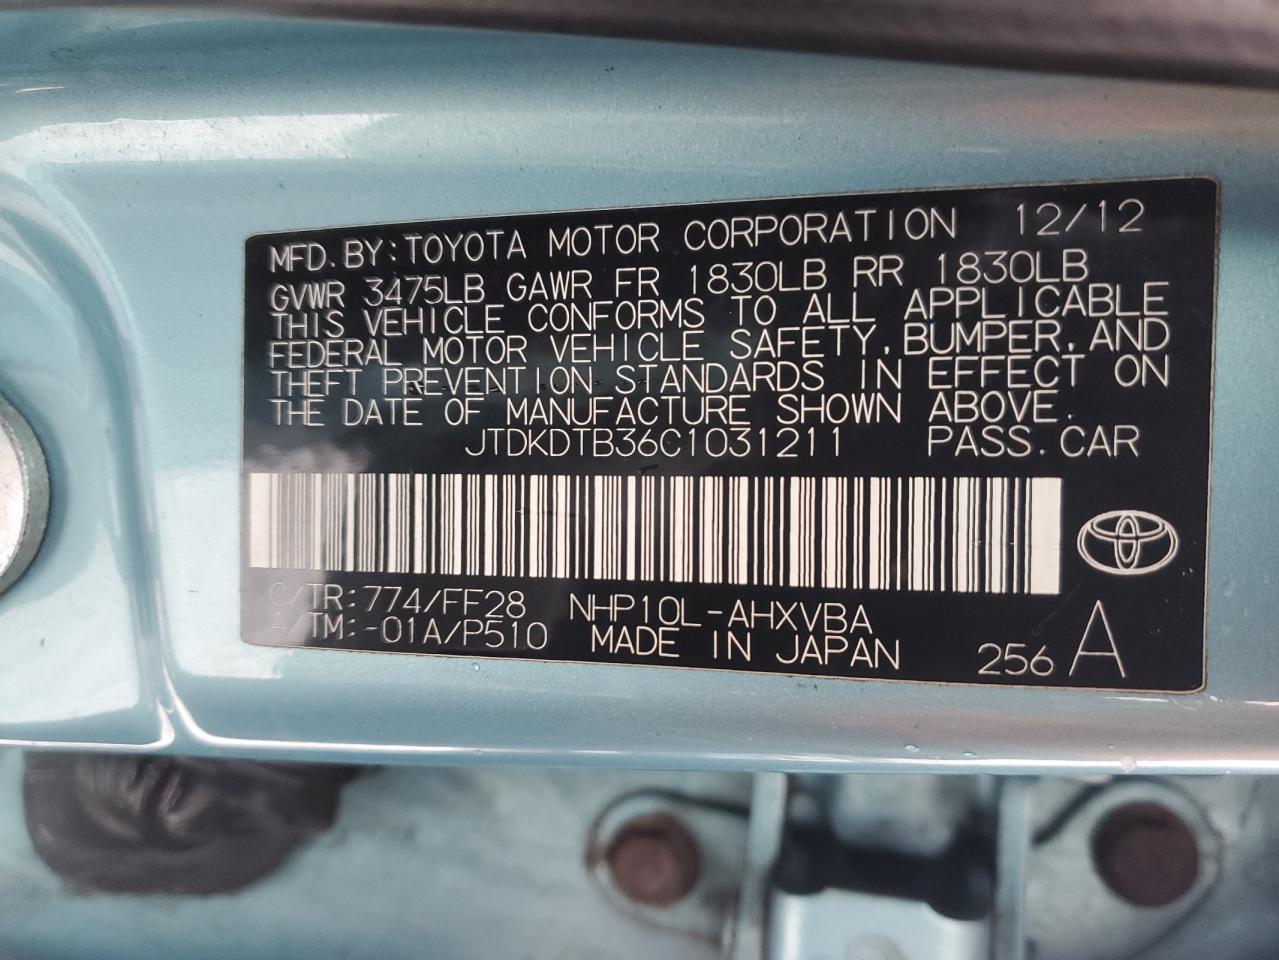 MFD. BY: TOYOTA MOTOR CORPORATION 12/12
GVWR 3475LB GAWR FR 1830LB RR 1830LB
THIS VEHICLE CONFORMS TO ALL APPLICABLE
FEDERAL MOTOR VEHICLE SAFETY, BUMPER, AND
THEFT PREVENTION STANDARDS IN EFFECT ON
THE DATE OF MANUFACTURE SHOWN ABOVE.
JTDKDTB36C1031211 PASS. CAR
C/TR: 774/FF28 NHP10L-AHXVBA
A/TM: -01A/P510 MADE IN JAPAN 256 A